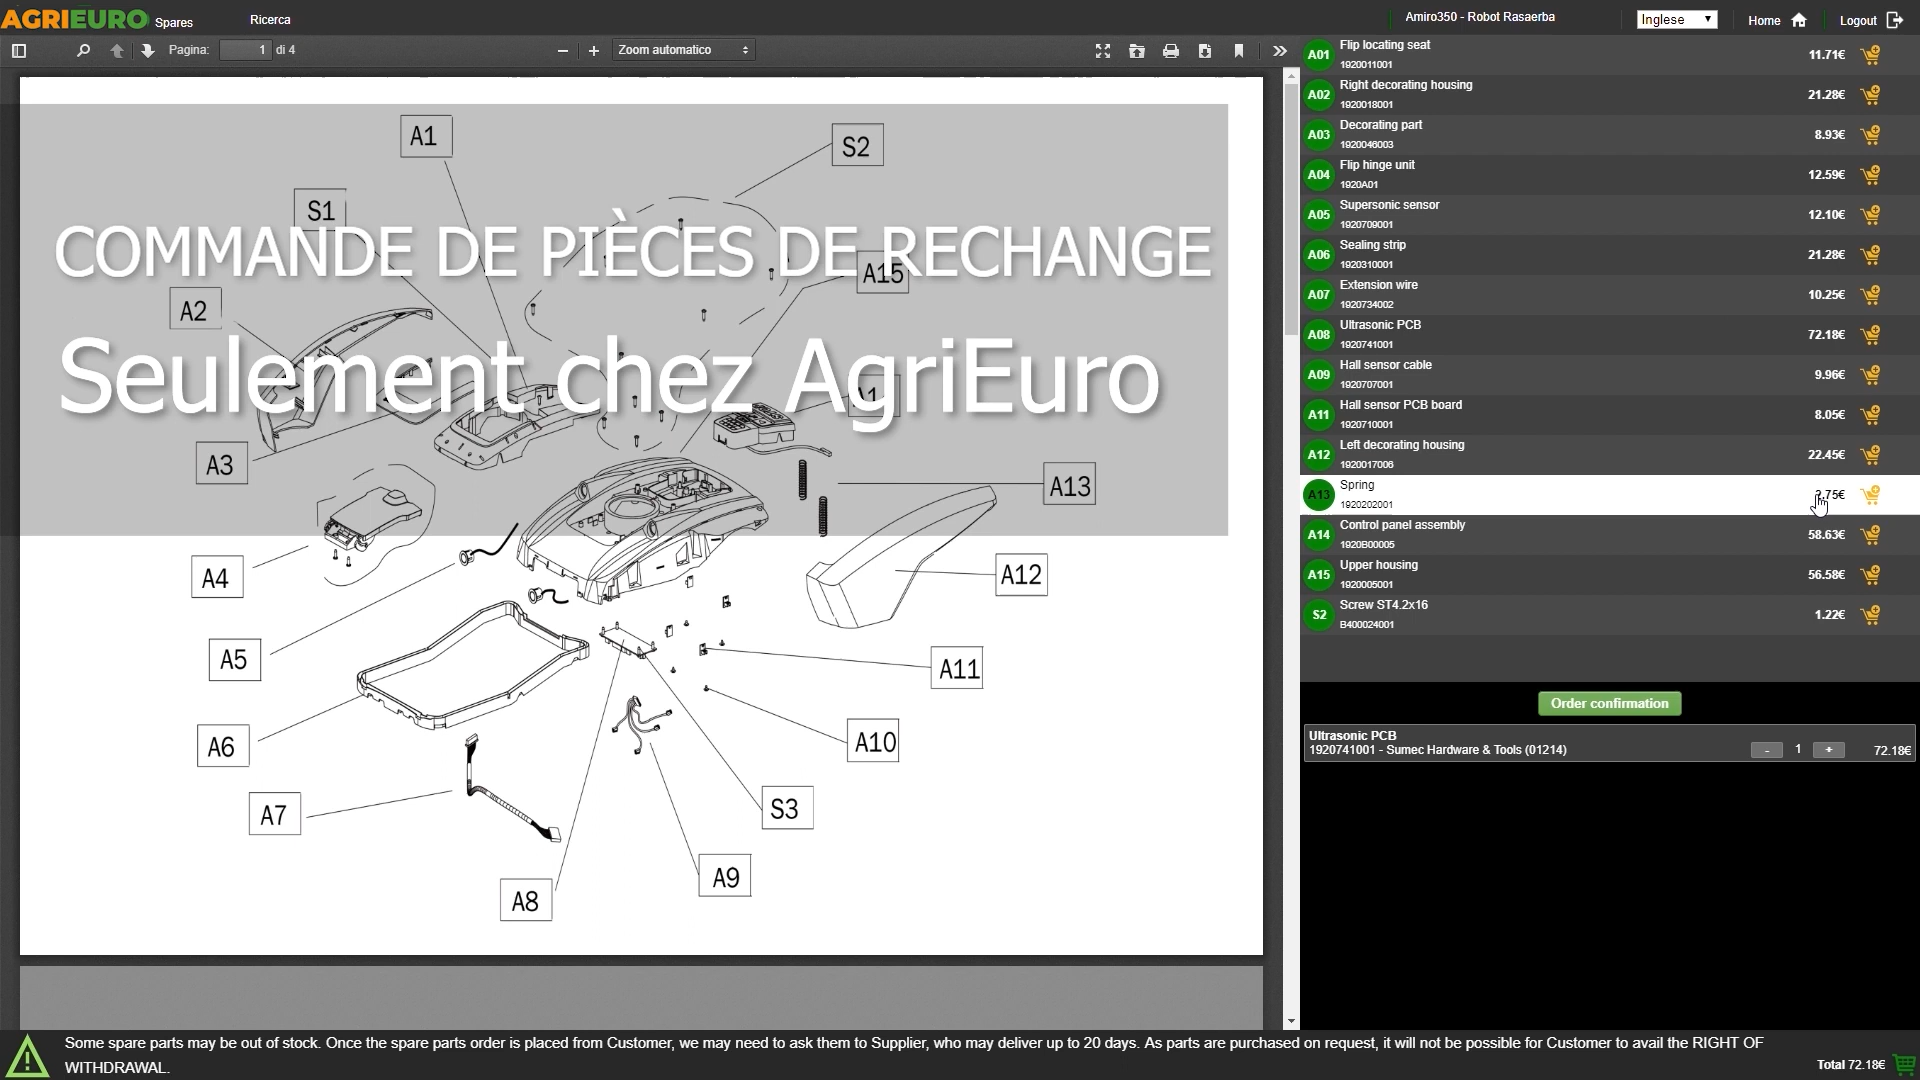 AGRIEURO Spares
Ricerca
Amiro350 - Robot Rasaerba
Inglese
Home
Logout
Pagina:
1
di 4
Zoom automatico
A1
S2
S1
COMMANDE DE PIÈCES DE RECHANGE
A15
A2
Seulement chez AgriEuro
A3
A13
A4
A12
A5
A11
A6
A10
A7
S3
A9
A8
A01
Flip locating seat
1920011001
11.71€
A02
Right decorating housing
1920018001
21.28€
A03
Decorating part
1920046003
8.93€
A04
Flip hinge unit
1920A01
12.59€
A05
Supersonic sensor
1920709001
12.10€
A06
Sealing strip
1920310001
21.28€
A07
Extension wire
1920734002
10.25€
A08
Ultrasonic PCB
1920741001
72.18€
A09
Hall sensor cable
1920707001
9.96€
A11
Hall sensor PCB board
1920710001
8.05€
A12
Left decorating housing
1920017006
22.45€
A13
Spring
1920202001
A14
Control panel assembly
1920B00005
58.63€
A15
Upper housing
1920005001
56.58€
S2
Screw ST4.2x16
B400024001
1.22€
Order confirmation
Ultrasonic PCB
1920741001 - Sumec Hardware & Tools (01214)
- 1 +
72.18€
Some spare parts may be out of stock. Once the spare parts order is placed from Customer, we may need to ask them to Supplier, who may deliver up to 20 days. As parts are purchased on request, it will not be possible for Customer to avail the RIGHT OF
WITHDRAWAL.
Total 72.18€